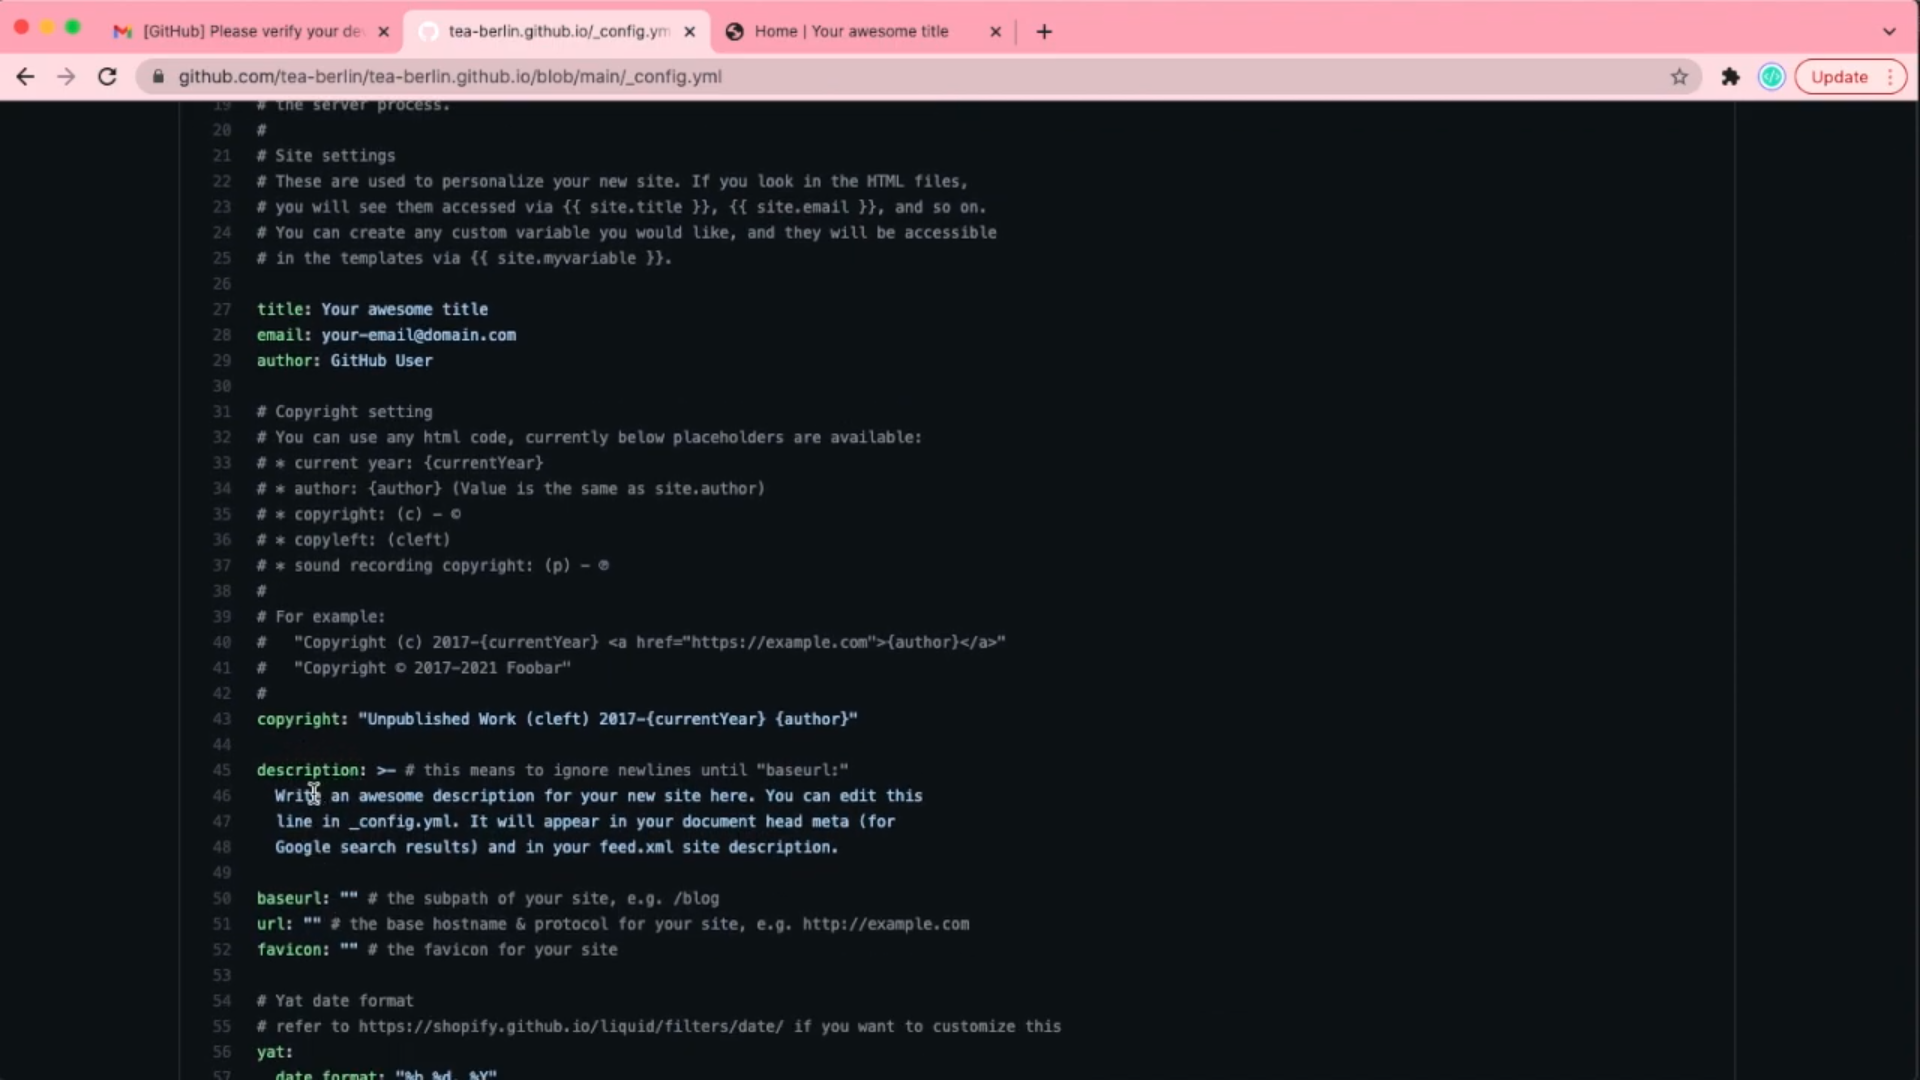 [GitHub] Please verify your de
tea-berlin.github.io/_config.ym
Home | Your awesome title
github.com/tea-berlin/tea-berlin.github.io/blob/main/_config.yml
Update
19 # the server process.
20 #
21 # Site settings
22 # These are used to personalize your new site. If you look in the HTML files,
23 # you will see them accessed via {{ site.title }}, {{ site.email }}, and so on.
24 # You can create any custom variable you would like, and they will be accessible
25 # in the templates via {{ site.myvariable }}.
26
27 title: Your awesome title
28 email: your-email@domain.com
29 author: GitHub User
30
31 # Copyright setting
32 # You can use any html code, currently below placeholders are available:
33 # * current year: {currentYear}
34 # * author: {author} (Value is the same as site.author)
35 # * copyright: (c) - ©
36 # * copyleft: (cleft)
37 # * sound recording copyright: (p) - ℗
38 #
39 # For example:
40 #   "Copyright (c) 2017-{currentYear} <a href="https://example.com">{author}</a>"
41 #   "Copyright © 2017-2021 Foobar"
42 #
43 copyright: "Unpublished Work (cleft) 2017-{currentYear} {author}"
44
45 description: >- # this means to ignore newlines until "baseurl:"
46   Write an awesome description for your new site here. You can edit this
47   line in _config.yml. It will appear in your document head meta (for
48   Google search results) and in your feed.xml site description.
49
50 baseurl: "" # the subpath of your site, e.g. /blog
51 url: "" # the base hostname & protocol for your site, e.g. http://example.com
52 favicon: "" # the favicon for your site
53
54 # Yat date format
55 # refer to https://shopify.github.io/liquid/filters/date/ if you want to customize this
56 yat:
57   date_format: "%b %d, %Y"